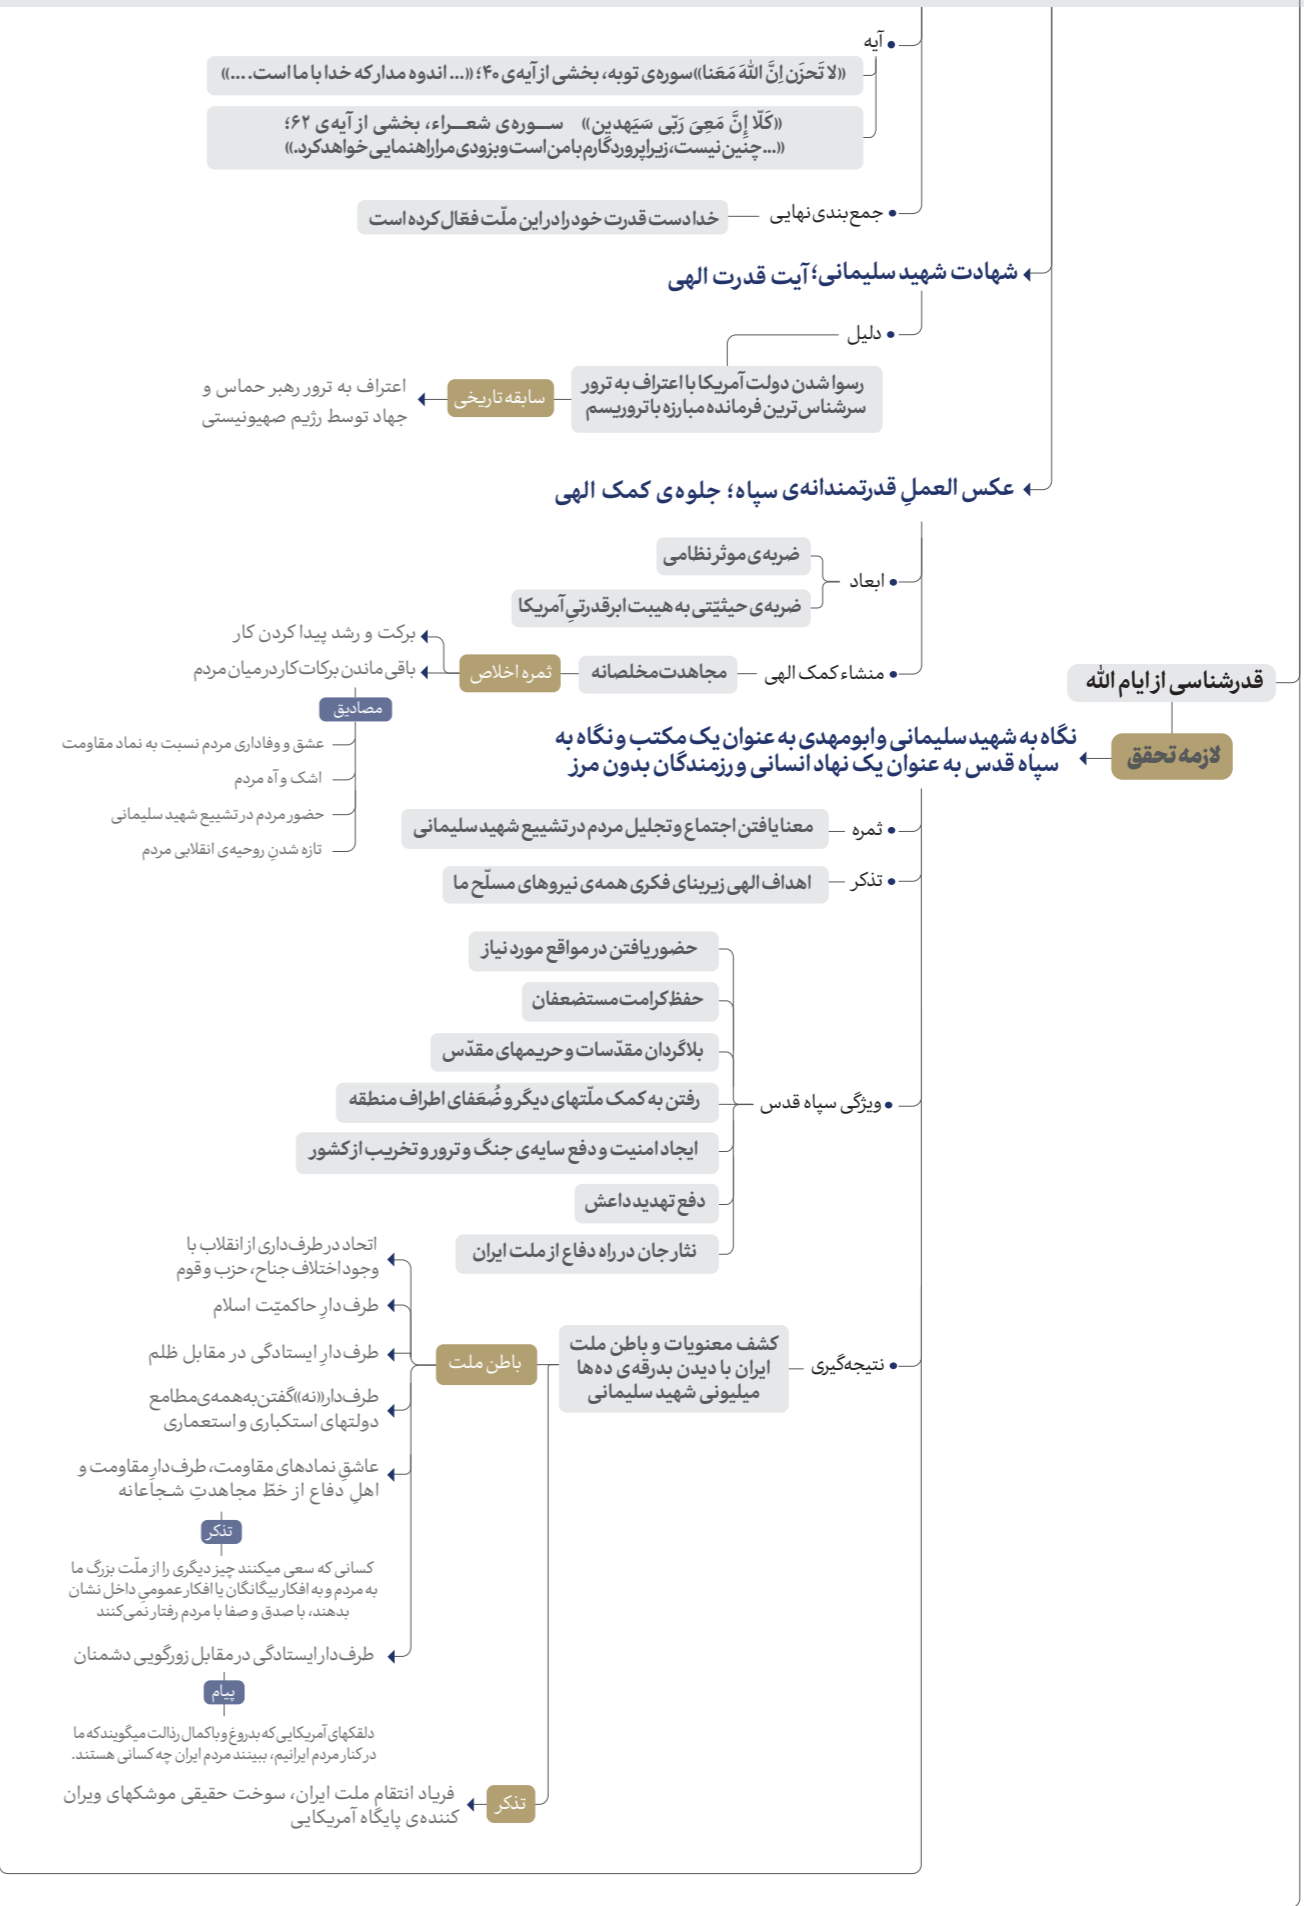 آیه
«لا تَحزَن اِنَّ اللهَ مَعَنا» سوره‌ی توبه، بخشی از آیه‌ی ۴۰؛ «... اندوه مدار که خدا با ما است. ...»
«کَلّا إِنَّ مَعِیَ رَبّی سَیَهدینِ» ســوره‌ی شعــراء، بخشی از آیه‌ی ۶۲؛
«... چنین نیست، زیرا پروردگارم با من است و بزودی مرا راهنمایی خواهد کرد.»
جمع‌بندی نهایی
خدا دست قدرت خود را در این ملّت فعّال کرده است
شهادت شهید سلیمانی؛ آیت قدرت الهی
دلیل
رسوا شدن دولت آمریکا با اعتراف به ترور
سرشناس‌ترین فرمانده مبارزه با تروریسم
سابقه تاریخی
اعتراف به ترور رهبر حماس و
جهاد توسط رژیم صهیونیستی
عکس العملِ قدرتمندانه‌ی سپاه؛ جلوه‌ی کمک الهی
ابعاد
ضربه‌ی موثر نظامی
ضربه‌ی حیثیّتی به هیبت ابرقدرتیِ آمریکا
منشاء کمک الهی
مجاهدت مخلصانه
ثمره اخلاص
برکت و رشد پیدا کردن کار
باقی ماندن برکات کار در میان مردم
مصادیق
عشق و وفاداری مردم نسبت به نماد مقاومت
اشک و آه مردم
حضور مردم در تشییع شهید سلیمانی
تازه شدنِ روحیه‌ی انقلابی مردم
قدرشناسی از ایام الله
لازمه تحقق
نگاه به شهید سلیمانی و ابومهدی به عنوان یک مکتب و نگاه به
سپاه قدس به عنوان یک نهاد انسانی و رزمندگان بدون مرز
ثمره
معنا یافتن اجتماع و تجلیل مردم در تشییع شهید سلیمانی
تذکر
اهداف الهی زیربنای فکری همه‌ی نیروهای مسلّح ما
ویژگی سپاه قدس
حضور یافتن در مواقع مورد نیاز
حفظ کرامت مستضعفان
بلاگردان مقدّسات و حریمهای مقدّس
رفتن به کمک ملّتهای دیگر و ضُعَفای اطراف منطقه
ایجاد امنیت و دفع سایه‌ی جنگ و ترور و تخریب از کشور
دفع تهدید داعش
نثار جان در راه دفاع از ملت ایران
نتیجه‌گیری
کشف معنویات و باطن ملت
ایران با دیدن بدرقه‌ی ده‌ها
میلیونی شهید سلیمانی
باطن ملت
اتحاد در طرف‌داری از انقلاب با
وجود اختلاف جناح، حزب و قوم
طرف‌دارِ حاکمیّت اسلام
طرف‌دارِ ایستادگی در مقابل ظلم
طرف‌دار «نه» گفتن به همه‌ی مطامع
دولتهای استکباری و استعماری
عاشقِ نمادهای مقاومت، طرف‌دارِ مقاومت و
اهلِ دفاع از خطّ مجاهدتِ شجاعانه
تذکر
کسانی که سعی میکنند چیز دیگری را از ملّت بزرگ ما
به مردم و به افکار بیگانگان یا افکار عمومیِ داخل نشان
بدهند، با صدق و صفا با مردم رفتار نمی‌کنند
طرف‌دار ایستادگی در مقابل زورگویی دشمنان
پیام
دلقکهای آمریکایی که بدروغ و با کمال رذالت میگویند که ما
در کنار مردم ایرانیم، ببینند مردم ایران چه کسانی هستند.
تذکر
فریاد انتقام ملت ایران، سوخت حقیقی موشکهای ویران
کننده‌ی پایگاه آمریکایی